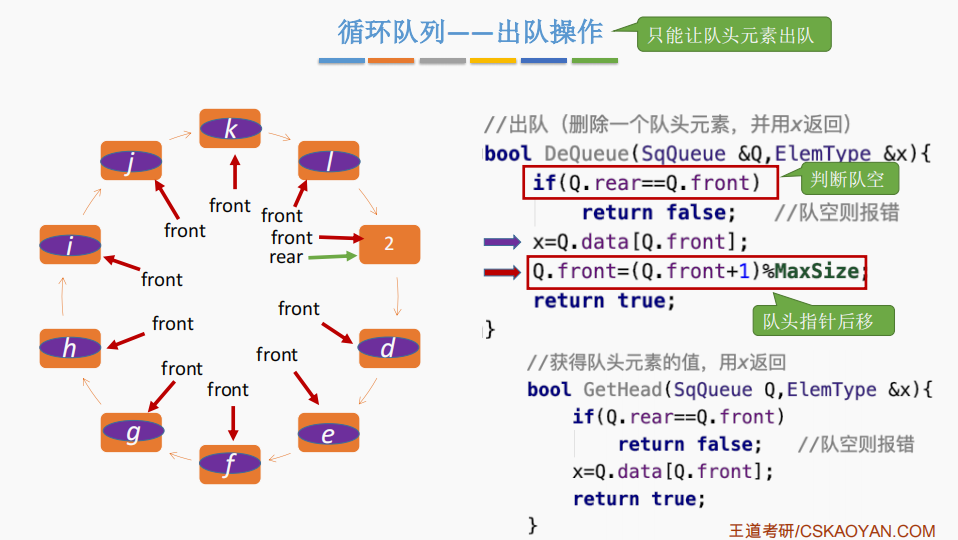 循环队列——出队操作
只能让队头元素出队
k
j
l
front
front
front
front
rear
2
i
front
front
front
h
d
front
front
front
g
e
f
//出队（删除一个队头元素，并用x返回）
bool DeQueue(SqQueue &Q,ElemType &x){
if(Q.rear==Q.front)
判断队空
return false; //队空则报错
x=Q.data[Q.front];
Q.front=(Q.front+1)%MaxSize;
return true;
队头指针后移
}
//获得队头元素的值，用x返回
bool GetHead(SqQueue Q,ElemType &x){
if(Q.rear==Q.front)
return false; //队空则报错
x=Q.data[Q.front];
return true;
}
王道考研/CSKAOYAN.COM